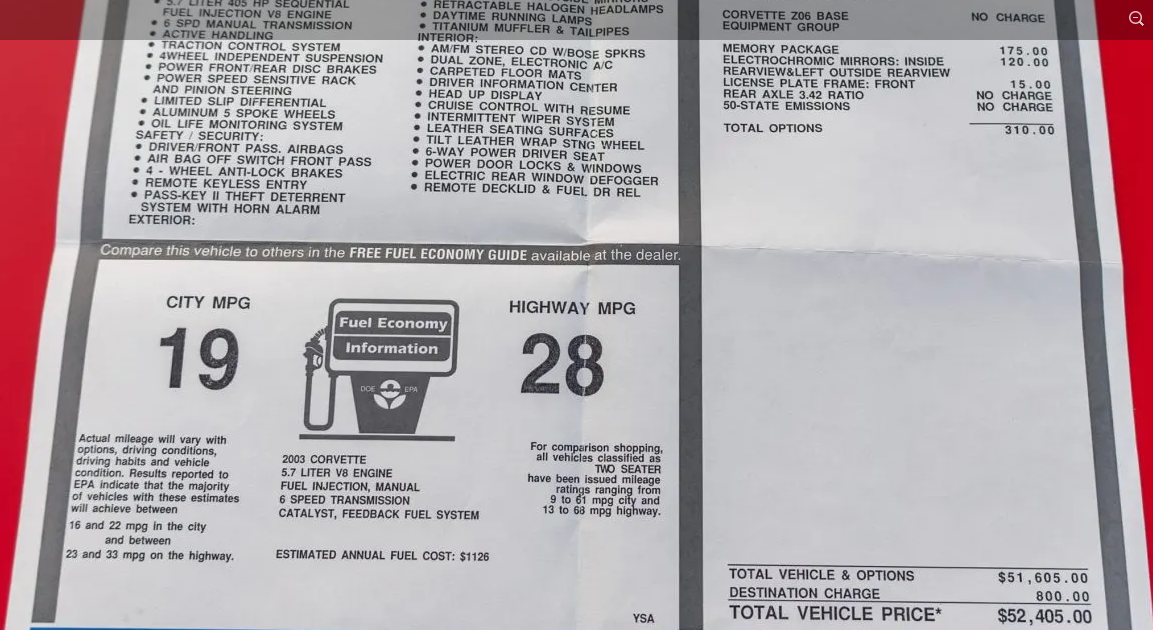 • 5.7 LITER 405 HP SEQUENTIAL
FUEL INJECTION V8 ENGINE
• 6 SPD MANUAL TRANSMISSION
• ACTIVE HANDLING
• TRACTION CONTROL SYSTEM
• 4WHEEL INDEPENDENT SUSPENSION
• POWER FRONT/REAR DISC BRAKES
• POWER SPEED SENSITIVE RACK
AND PINION STEERING
• LIMITED SLIP DIFFERENTIAL
• ALUMINUM 5 SPOKE WHEELS
• OIL LIFE MONITORING SYSTEM
SAFETY / SECURITY:
• DRIVER/FRONT PASS. AIRBAGS
• AIR BAG OFF SWITCH FRONT PASS
• 4 - WHEEL ANTI-LOCK BRAKES
• REMOTE KEYLESS ENTRY
• PASS-KEY II THEFT DETERRENT
SYSTEM WITH HORN ALARM
EXTERIOR:
MIRRORS
• RETRACTABLE HALOGEN HEADLAMPS
• DAYTIME RUNNING LAMPS
• TITANIUM MUFFLER & TAILPIPES
INTERIOR:
• AM/FM STEREO CD W/BOSE SPKRS
• DUAL ZONE, ELECTRONIC A/C
• CARPETED FLOOR MATS
• DRIVER INFORMATION CENTER
• HEAD UP DISPLAY
• CRUISE CONTROL WITH RESUME
• INTERMITTENT WIPER SYSTEM
• LEATHER SEATING SURFACES
• TILT LEATHER WRAP STNG WHEEL
• 6-WAY POWER DRIVER SEAT
• POWER DOOR LOCKS & WINDOWS
• ELECTRIC REAR WINDOW DEFOGGER
• REMOTE DECKLID & FUEL DR REL
CORVETTE Z06 BASE NO CHARGE
EQUIPMENT GROUP
MEMORY PACKAGE 175.00
ELECTROCHROMIC MIRRORS: INSIDE 120.00
REARVIEW&LEFT OUTSIDE REARVIEW
LICENSE PLATE FRAME: FRONT 15.00
REAR AXLE 3.42 RATIO NO CHARGE
50-STATE EMISSIONS NO CHARGE
TOTAL OPTIONS 310.00
Compare this vehicle to others in the FREE FUEL ECONOMY GUIDE available at the dealer.
CITY MPG
19
Fuel Economy
Information
DOE EPA
HIGHWAY MPG
28
Actual mileage will vary with
options, driving conditions,
driving habits and vehicle
condition. Results reported to
EPA indicate that the majority
of vehicles with these estimates
will achieve between
16 and 22 mpg in the city
and between
23 and 33 mpg on the highway.
2003 CORVETTE
5.7 LITER V8 ENGINE
FUEL INJECTION, MANUAL
6 SPEED TRANSMISSION
CATALYST, FEEDBACK FUEL SYSTEM
ESTIMATED ANNUAL FUEL COST: $1126
For comparison shopping,
all vehicles classified as
TWO SEATER
have been issued mileage
ratings ranging from
9 to 61 mpg city and
13 to 68 mpg highway.
YSA
TOTAL VEHICLE & OPTIONS $51,605.00
DESTINATION CHARGE 800.00
TOTAL VEHICLE PRICE* $52,405.00